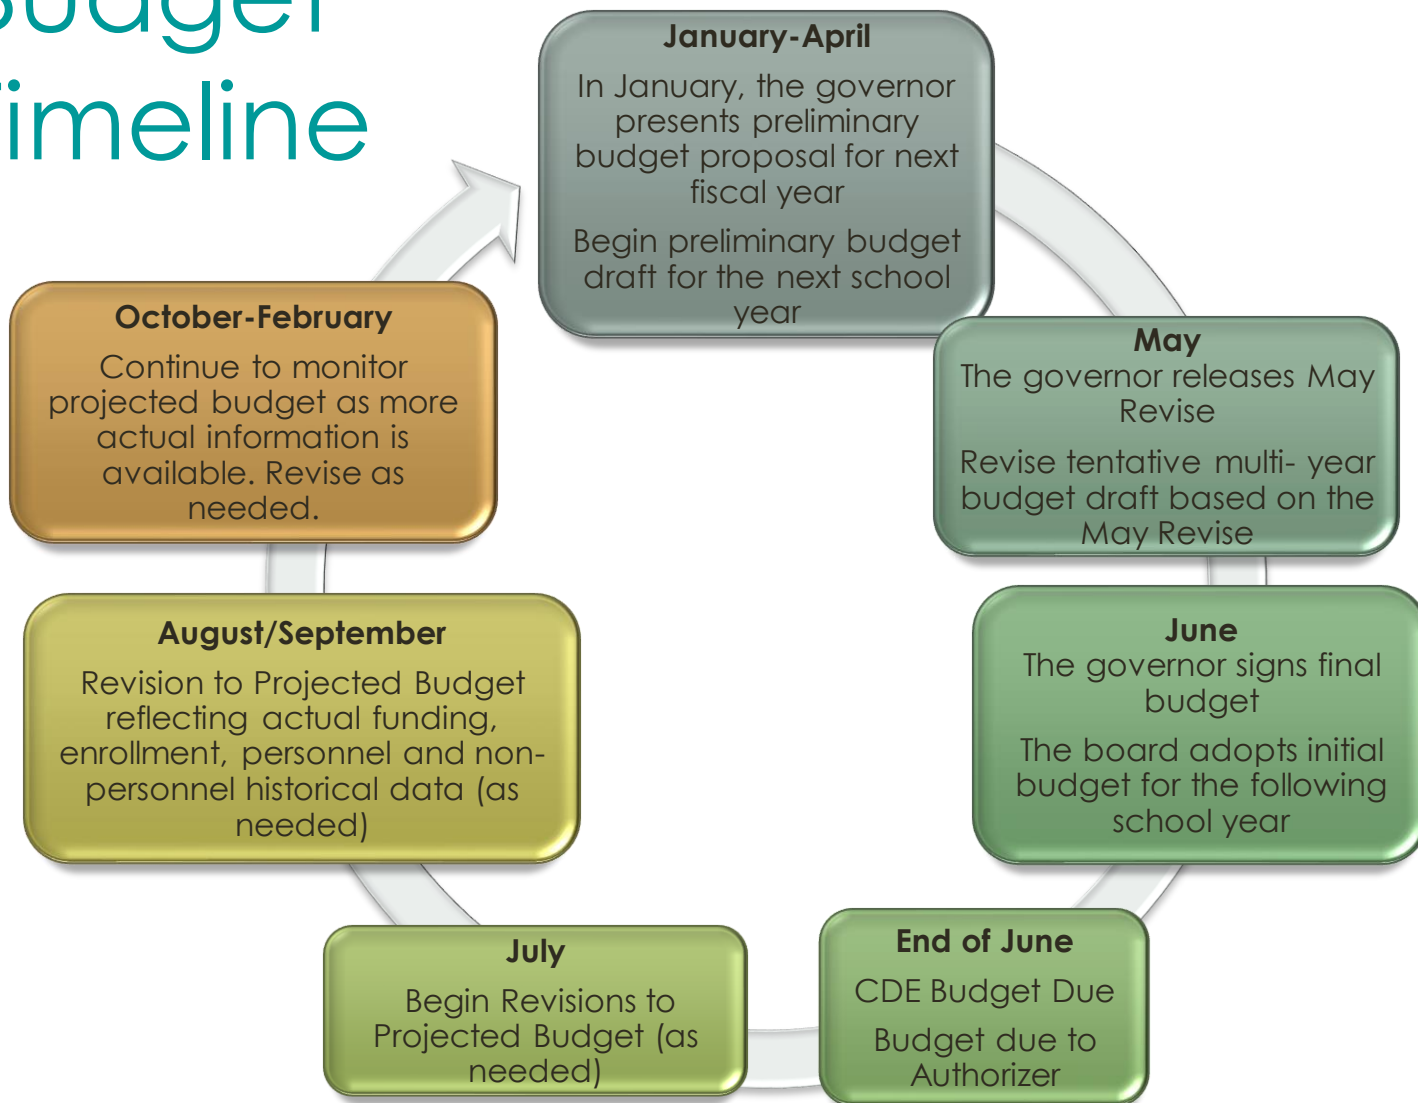 Budget
Timeline
January-April
In January, the governor
presents preliminary
budget proposal for next
fiscal year
Begin preliminary budget
draft for the next school
year
May
The governor releases May
Revise
Revise tentative multi- year
budget draft based on the
May Revise
June
The governor signs final
budget
The board adopts initial
budget for the following
school year
End of June
CDE Budget Due
Budget due to
Authorizer
July
Begin Revisions to
Projected Budget (as
needed)
August/September
Revision to Projected Budget
reflecting actual funding,
enrollment, personnel and non-
personnel historical data (as
needed)
October-February
Continue to monitor
projected budget as more
actual information is
available. Revise as
needed.